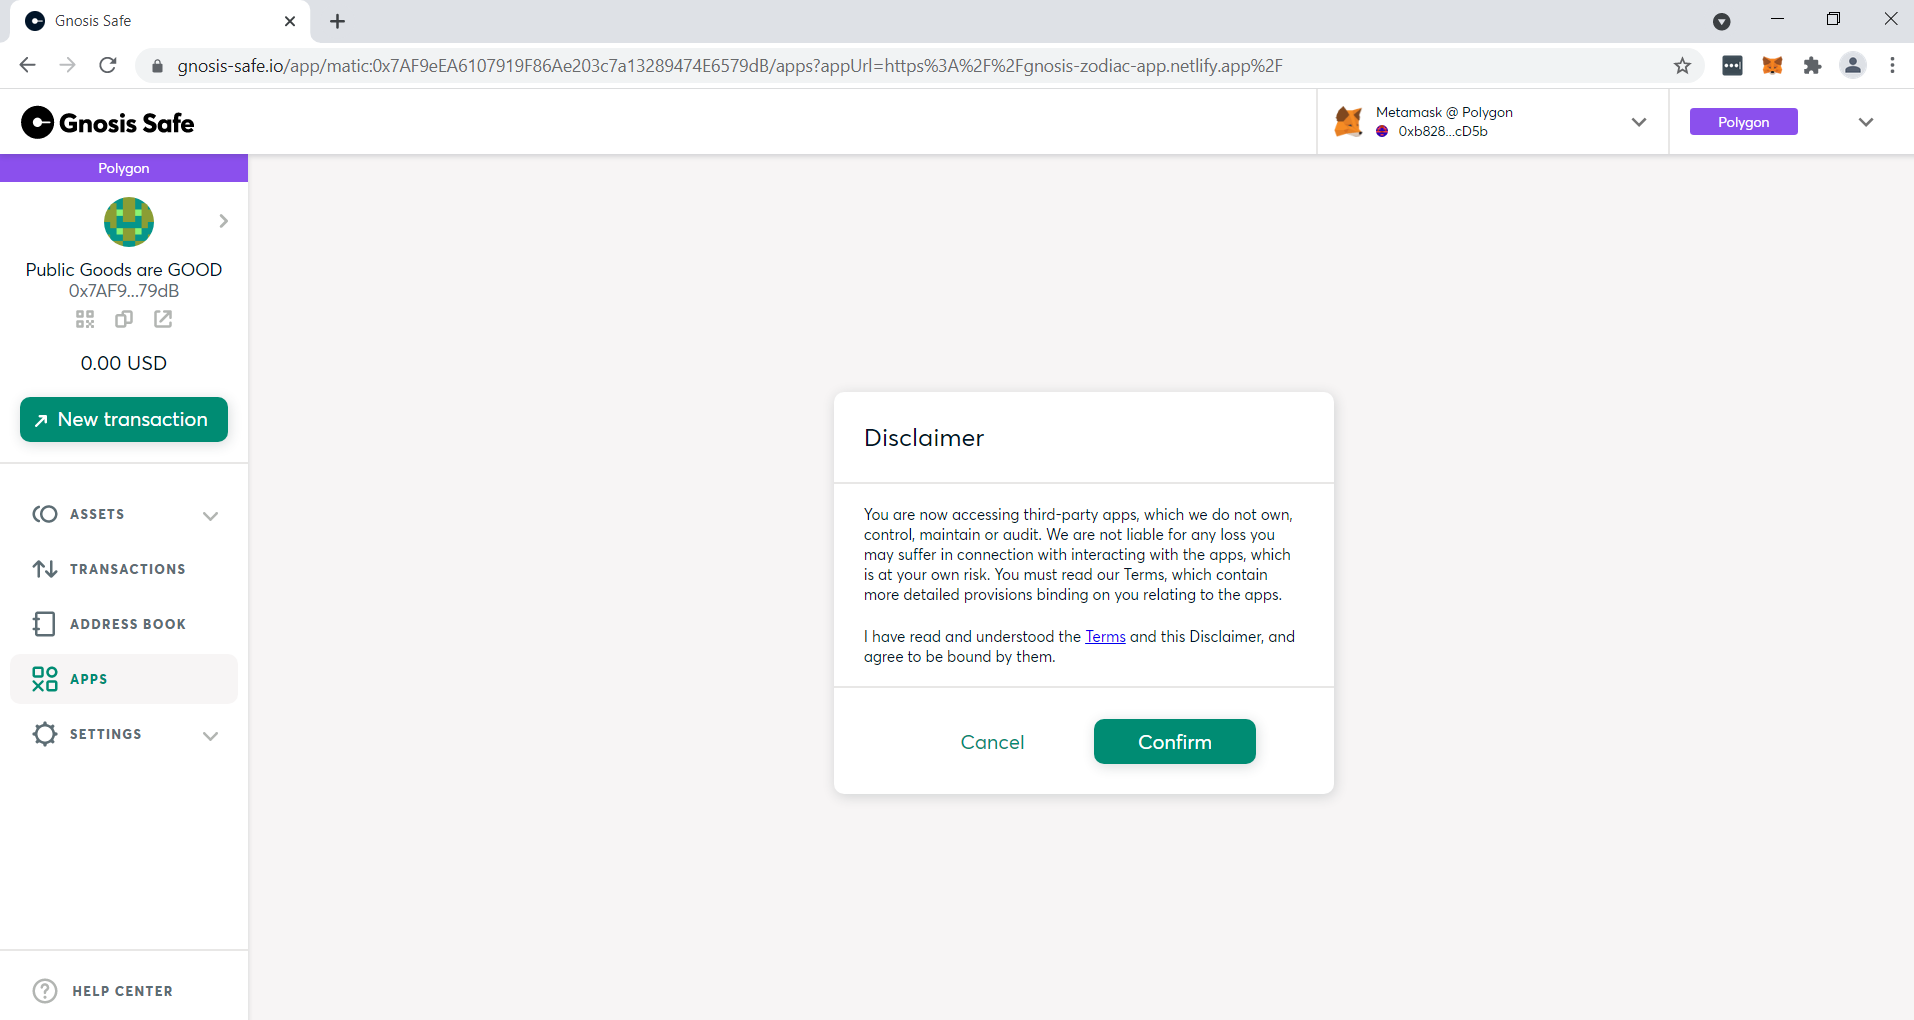 Gnosis Safe
gnosis-safe.io/app/matic:0x7AF9eEA6107919F86Ae203c7a13289474E6579dB/apps?appUrl=https%3A%2F%2Fgnosis-zodiac-app.netlify.app%2F
Gnosis Safe
Metamask @ Polygon
0xb828...cD5b
Polygon
Polygon
Public Goods are GOOD
0x7AF9...79dB
0.00 USD
New transaction
ASSETS
TRANSACTIONS
ADDRESS BOOK
APPS
SETTINGS
HELP CENTER
Disclaimer
You are now accessing third-party apps, which we do not own,
control, maintain or audit. We are not liable for any loss you
may suffer in connection with interacting with the apps, which
is at your own risk. You must read our Terms, which contain
more detailed provisions binding on you relating to the apps.
I have read and understood the Terms and this Disclaimer, and
agree to be bound by them.
Cancel
Confirm